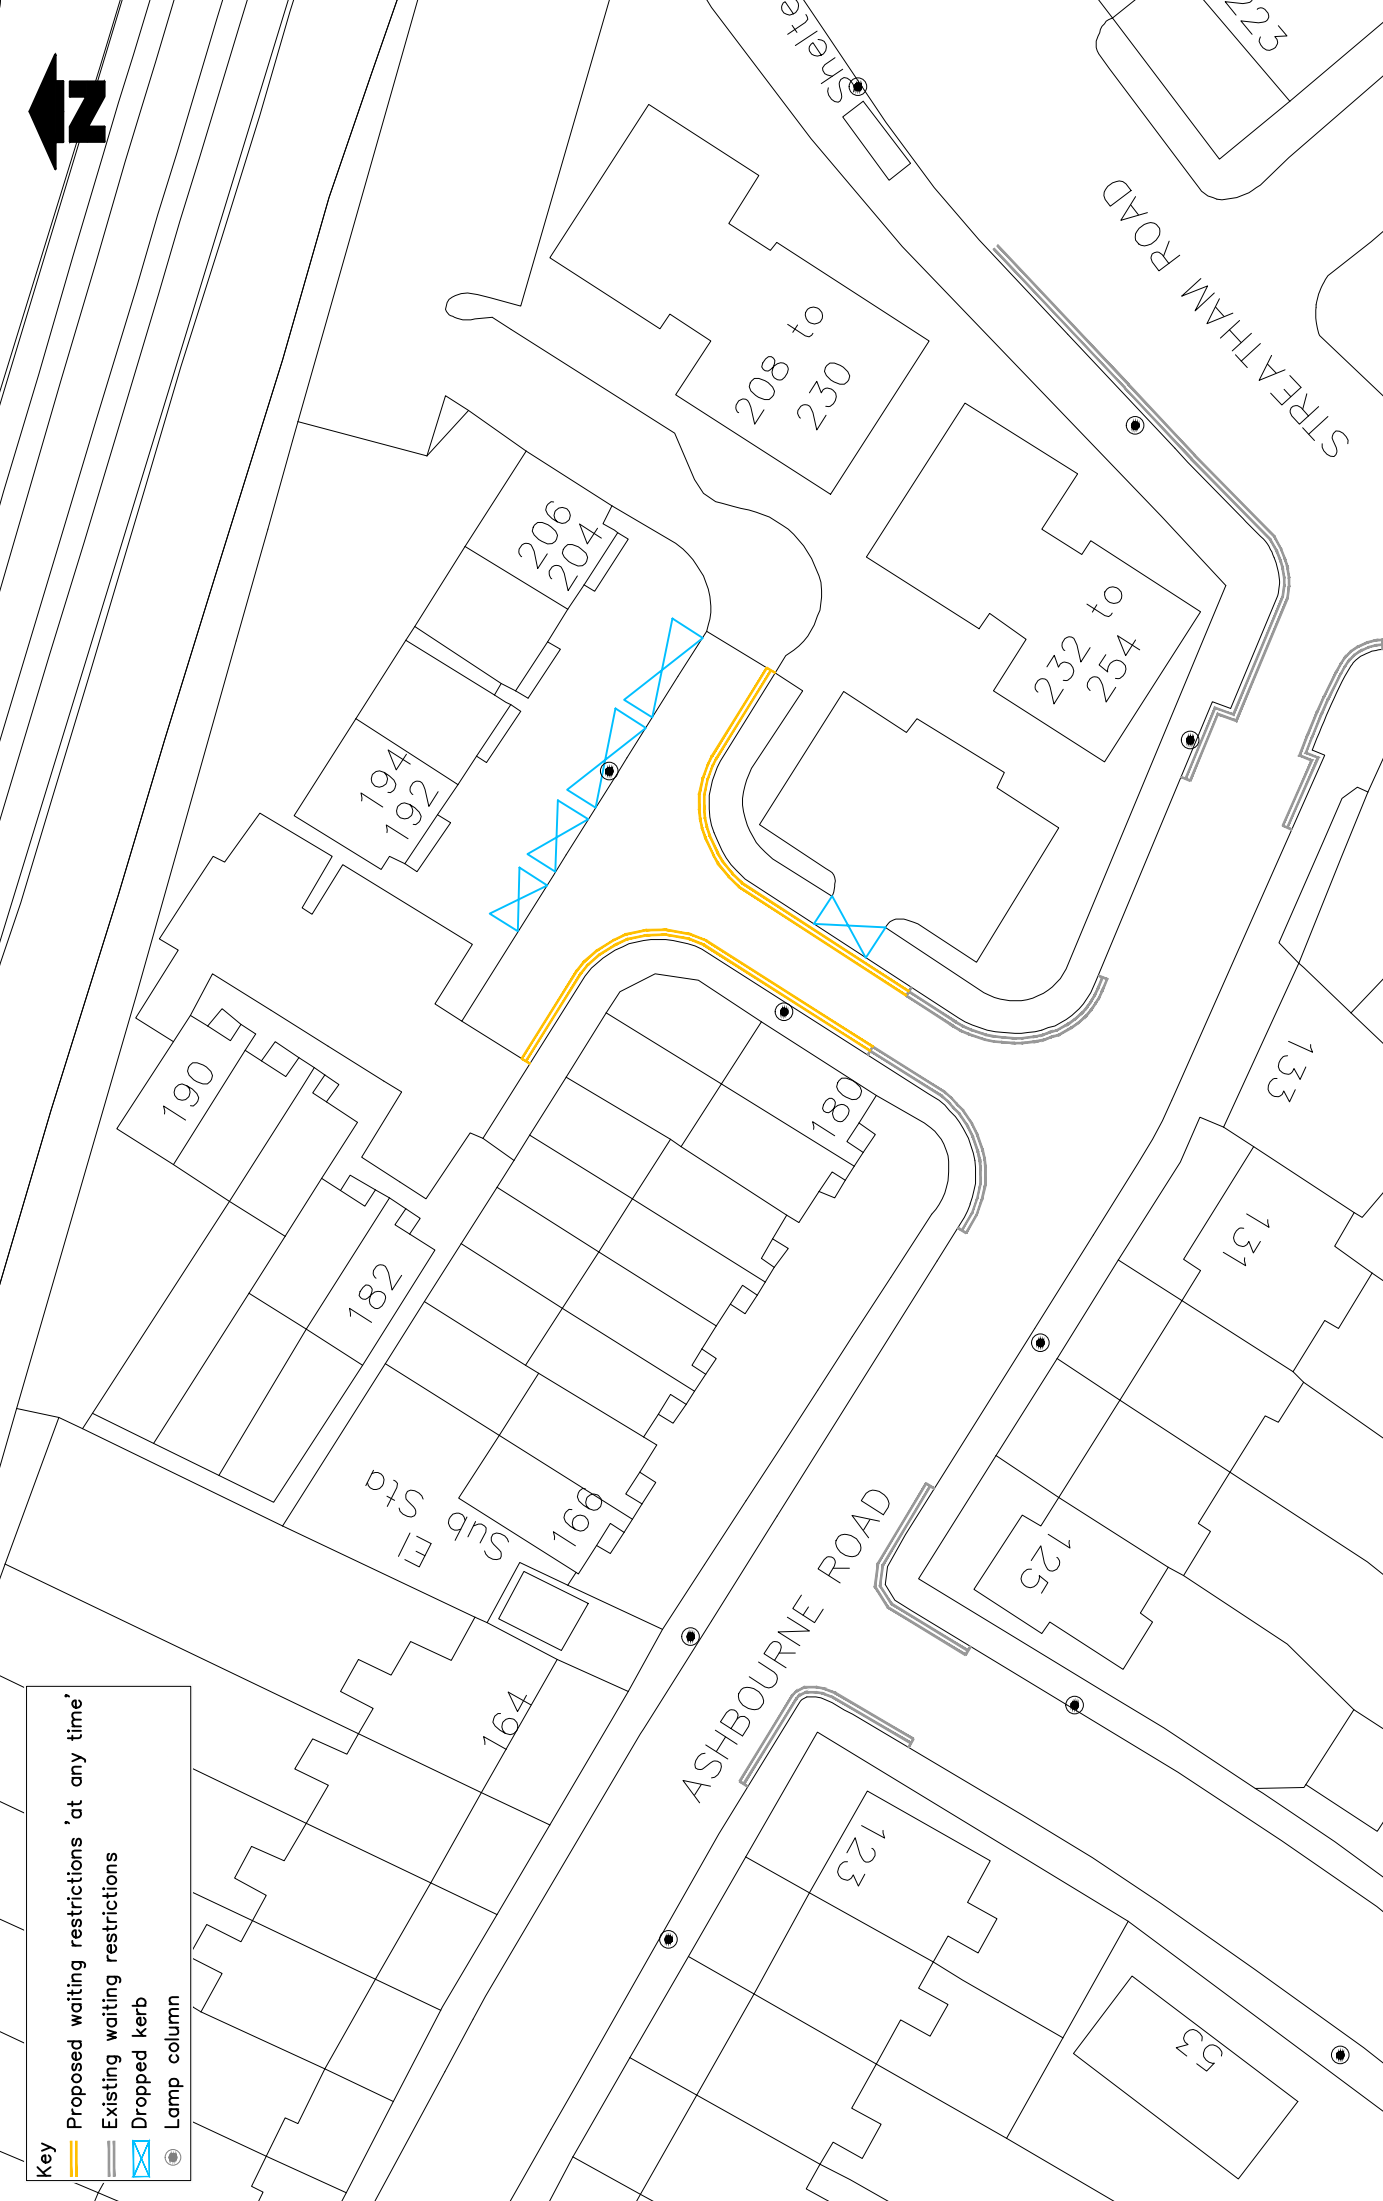 N
Shelte
222
STREATHAM ROAD
208 to
230
206
204
232 to
254
194
192
190
180
182
133
131
El
Sub Sta
166
125
164
ASHBOURNE ROAD
123
53
Key
Proposed waiting restrictions 'at any time'
Existing waiting restrictions
Dropped kerb
Lamp column